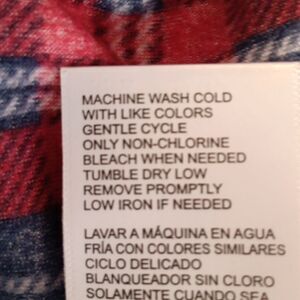 MACHINE WASH COLD
WITH LIKE COLORS
GENTLE CYCLE
ONLY NON-CHLORINE
BLEACH WHEN NEEDED
TUMBLE DRY LOW
REMOVE PROMPTLY
LOW IRON IF NEEDED
LAVAR A MÁQUINA EN AGUA
FRÍA CON COLORES SIMILARES
CICLO DELICADO
BLANQUEADOR SIN CLORO
SOLAMENTE CUANDO SEA